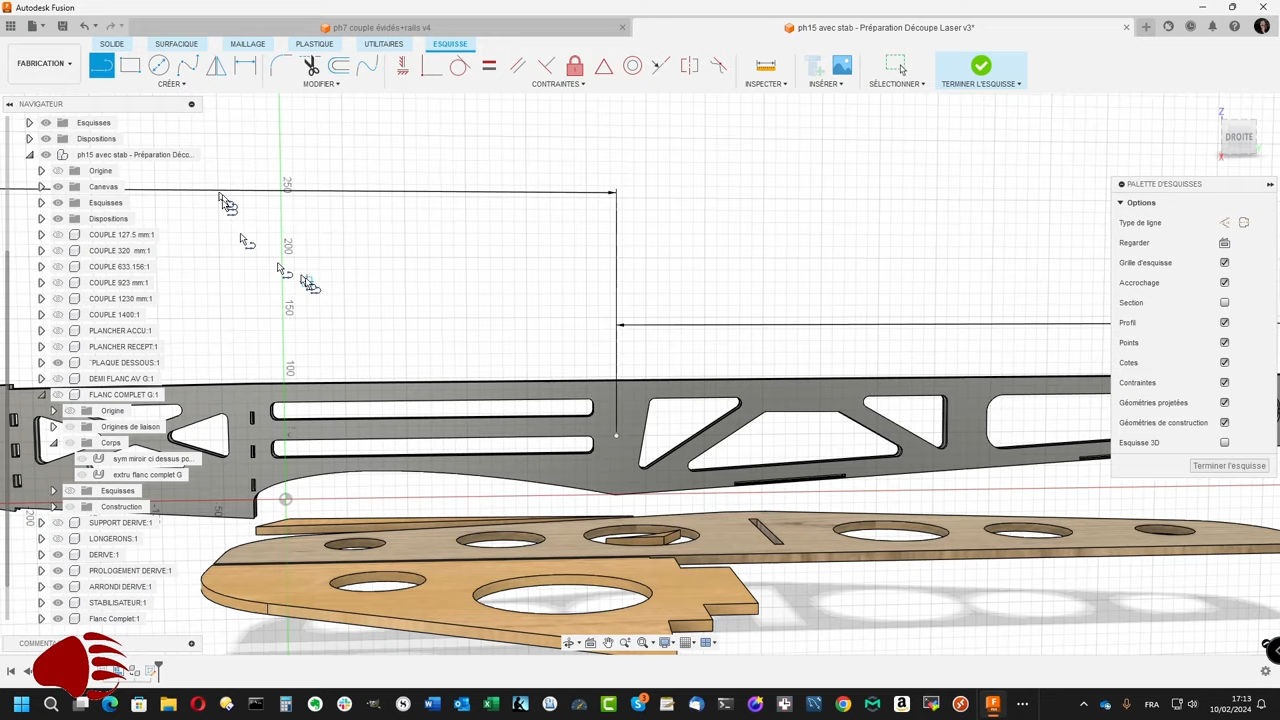 Autodesk Fusion
ph7 couple évidés+rails v4
ph15 avec stab - Préparation Découpe Laser v3*
SOLIDE
SURFACIQUE
MAILLAGE
PLASTIQUE
UTILITAIRES
ESQUISSE
FABRICATION
CRÉER
MODIFIER
CONTRAINTES
INSPECTER
INSÉRER
SÉLECTIONNER
TERMINER L'ESQUISSE
NAVIGATEUR
Esquisses
Dispositions
ph15 avec stab - Préparation Déco...
Origine
Canevas
Esquisses
Dispositions
COUPLE 127.5 mm:1
COUPLE 320 mm:1
COUPLE 633.156:1
COUPLE 923 mm:1
COUPLE 1230 mm:1
COUPLE 1400:1
PLANCHER ACCU:1
PLANCHER RECEPT:1
PLAQUE DESSOUS:1
DEMI FLANC AV G:1
FLANC COMPLET G:1
Origine
Origines de liaison
Corps
sym miroir ci dessus po...
extru flanc complet G
Esquisses
Construction
SUPPORT DERIVE:1
LONGERONS:1
DERIVE:1
PROLOGEMENT DERIVE:1
ARRONDI DERIVE:1
STABILISATEUR:1
Flanc Complet:1
250
200
150
100
50
200
Z
DROITE
X
Y
PALETTE D'ESQUISSES
Options
Type de ligne
Regarder
Grille d'esquisse
Accrochage
Section
Profil
Points
Cotes
Contraintes
Géométries projetées
Géométries de construction
Esquisse 3D
Terminer l'esquisse
17:13
10/02/2024